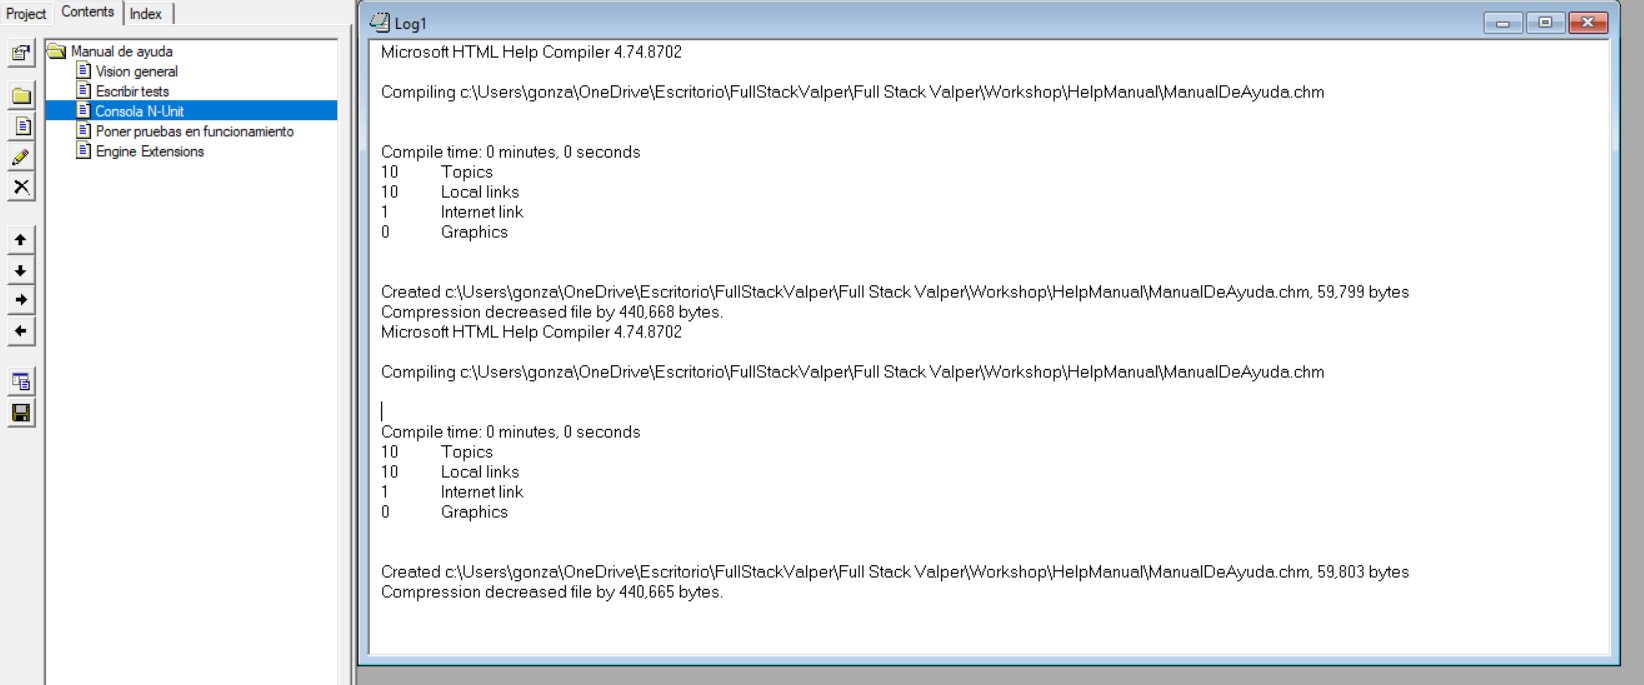 Project Contents Index
Manual de ayuda
Vision general
Escribir tests
Consola N-Unit
Poner pruebas en funcionamiento
Engine Extensions
Log1
Microsoft HTML Help Compiler 4.74.8702
Compiling c:\Users\gonza\OneDrive\Escritorio\FullStackValper\Full Stack Valper\Workshop\HelpManual\ManualDeAyuda.chm
Compile time: 0 minutes, 0 seconds
10 Topics
10 Local links
1 Internet link
0 Graphics
Created c:\Users\gonza\OneDrive\Escritorio\FullStackValper\Full Stack Valper\Workshop\HelpManual\ManualDeAyuda.chm, 59,799 bytes
Compression decreased file by 440,668 bytes.
Microsoft HTML Help Compiler 4.74.8702
Compiling c:\Users\gonza\OneDrive\Escritorio\FullStackValper\Full Stack Valper\Workshop\HelpManual\ManualDeAyuda.chm
Compile time: 0 minutes, 0 seconds
10 Topics
10 Local links
1 Internet link
0 Graphics
Created c:\Users\gonza\OneDrive\Escritorio\FullStackValper\Full Stack Valper\Workshop\HelpManual\ManualDeAyuda.chm, 59,803 bytes
Compression decreased file by 440,665 bytes.